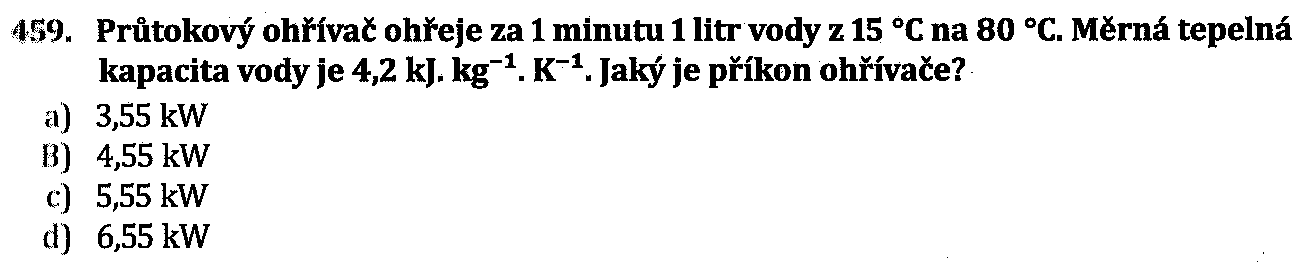 459. Průtokový ohřívač ohřeje za 1 minutu 1 litr vody z 15 °C na 80 °C. Měrná tepelná
kapacita vody je 4,2 kJ. kg⁻¹. K⁻¹. Jaký je příkon ohřívače?
a) 3,55 kW
B) 4,55 kW
c) 5,55 kW
d) 6,55 kW